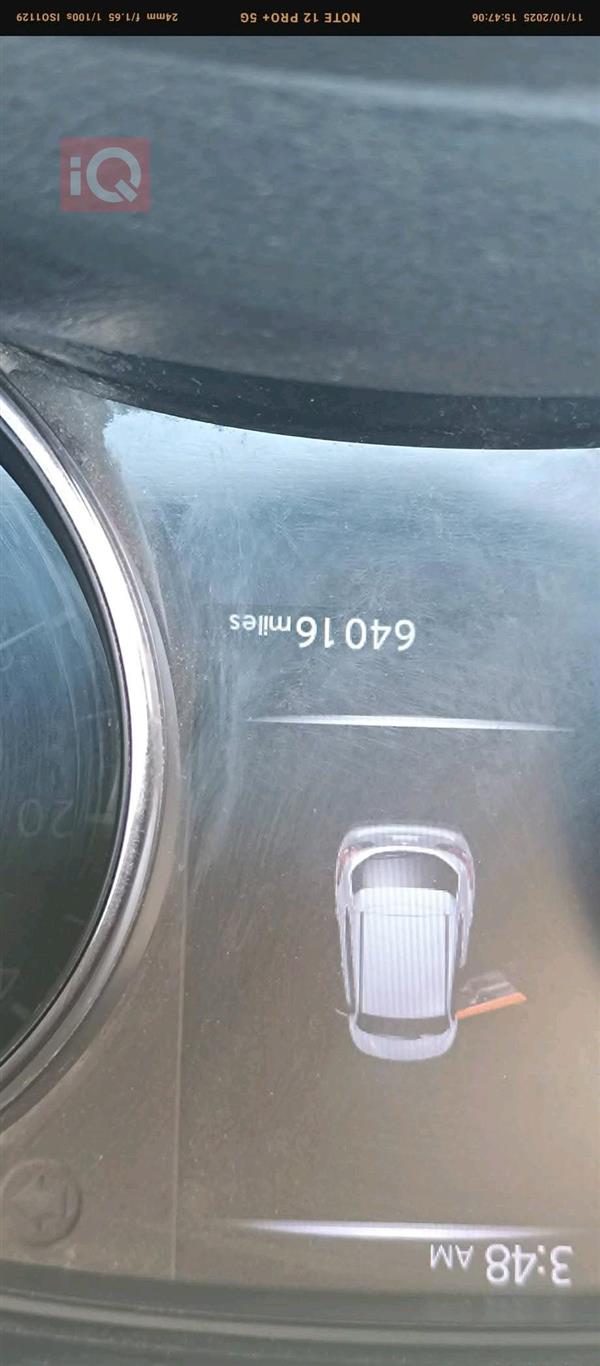 3:48 AM
64016 miles
20
11/10/2025 15:47:06
NOTE 12 PRO+ 5G
24mm f/1.65 1/100s ISO1129
iQ